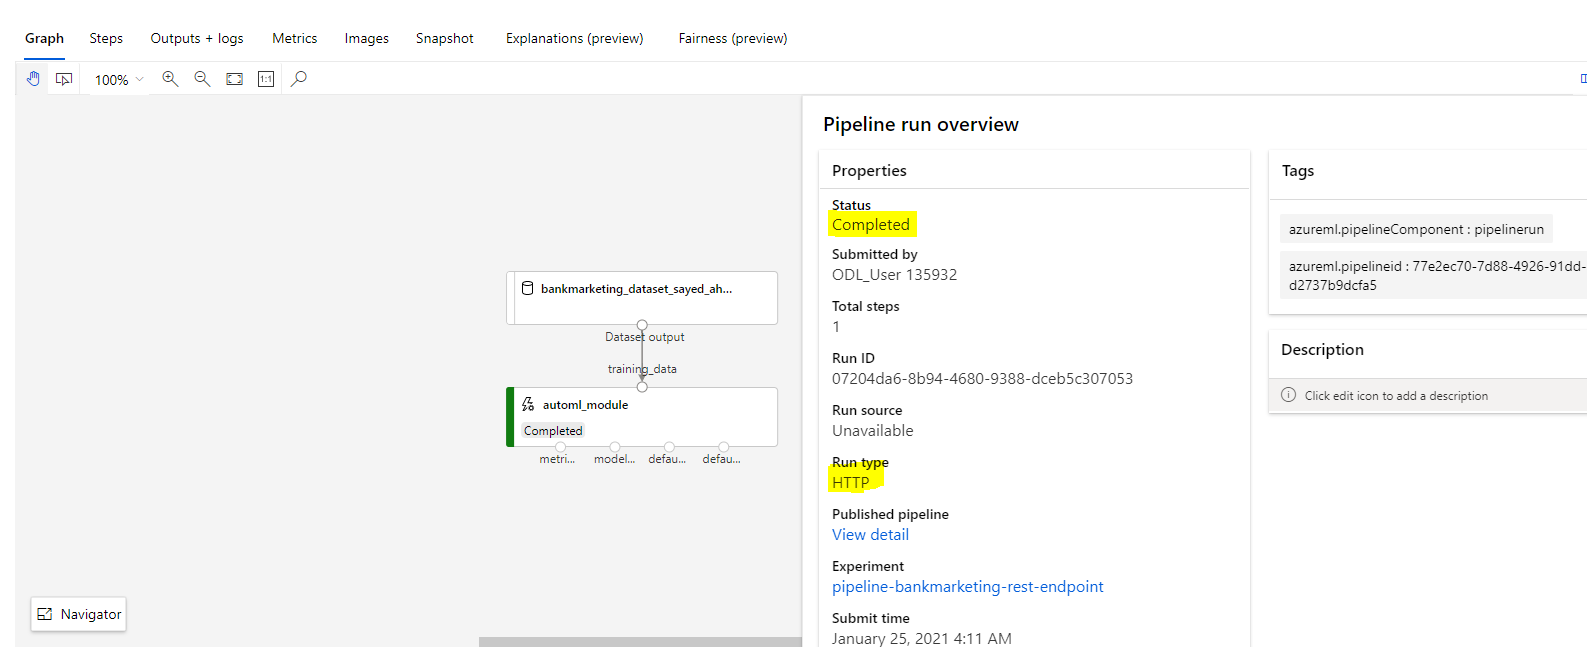 Graph Steps Outputs + logs Metrics Images Snapshot Explanations (preview) Fairness (preview)
100% 1:1
bankmarketing_dataset_sayed_ah...
Dataset output
training_data
automl_module
Completed
metri... model... defau... defau...
Navigator
Pipeline run overview
Properties
Status
Completed
Submitted by
ODL_User 135932
Total steps
1
Run ID
07204da6-8b94-4680-9388-dceb5c307053
Run source
Unavailable
Run type
HTTP
Published pipeline
View detail
Experiment
pipeline-bankmarketing-rest-endpoint
Submit time
January 25, 2021 4:11 AM
Tags
azureml.pipelineComponent : pipelinerun
azureml.pipelineid : 77e2ec70-7d88-4926-91dd-
d2737b9dcfa5
Description
Click edit icon to add a description